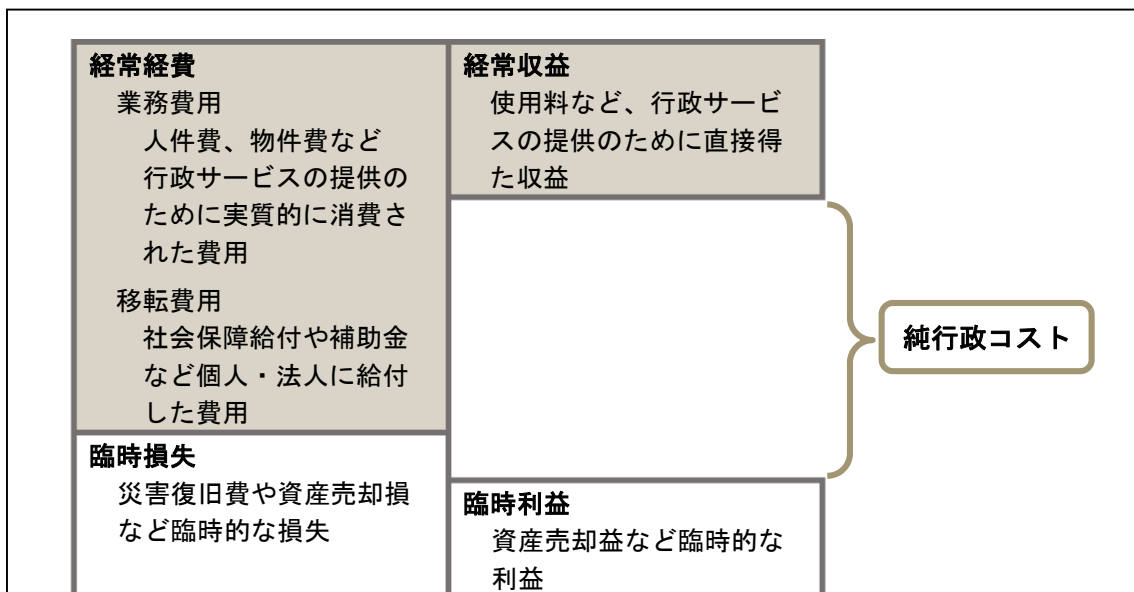 経常経費
業務費用
人件費、物件費など
行政サービスの提供の
ために実質的に消費さ
れた費用
移転費用
社会保障給付や補助金
など個人・法人に給付
した費用
臨時損失
災害復旧費や資産売却損
など臨時的な損失
経常収益
使用料など、行政サービ
スの提供のために直接得
た収益
臨時利益
資産売却益など臨時的な
利益
純行政コスト